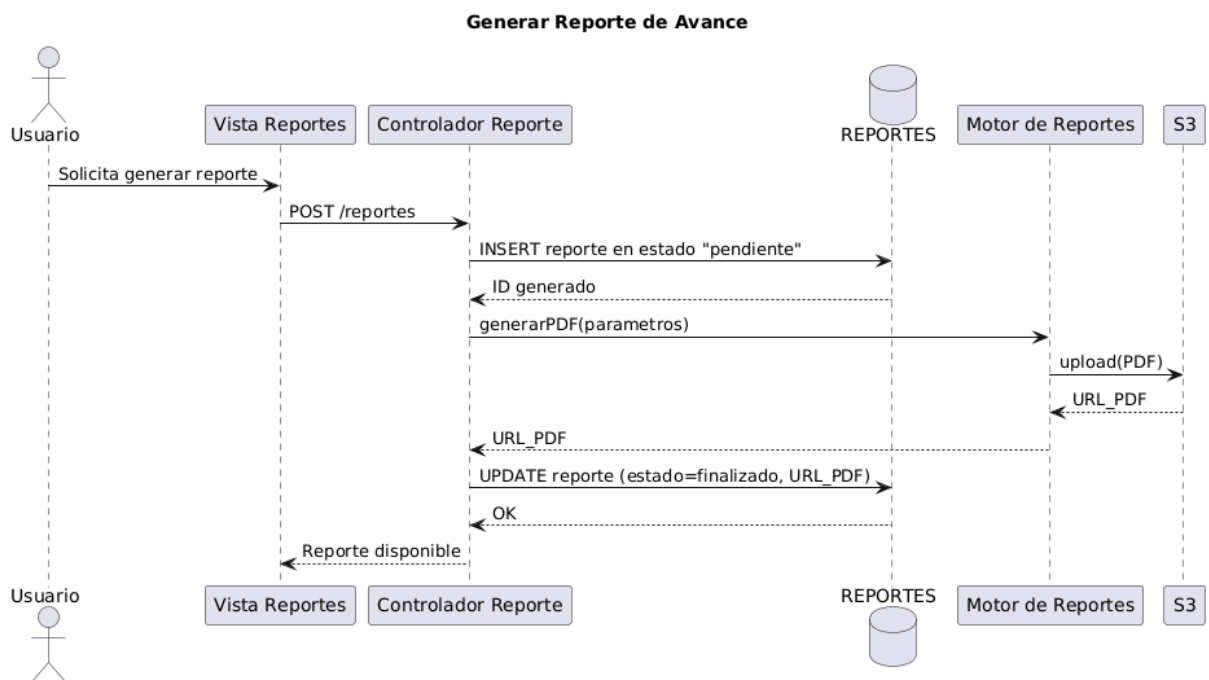 Generar Reporte de Avance
Usuario
Vista Reportes
Controlador Reporte
REPORTES
Motor de Reportes
S3
Solicita generar reporte
POST /reportes
INSERT reporte en estado "pendiente"
ID generado
generarPDF(parametros)
upload(PDF)
URL_PDF
URL_PDF
UPDATE reporte (estado=finalizado, URL_PDF)
OK
Reporte disponible
Usuario
Vista Reportes
Controlador Reporte
REPORTES
Motor de Reportes
S3